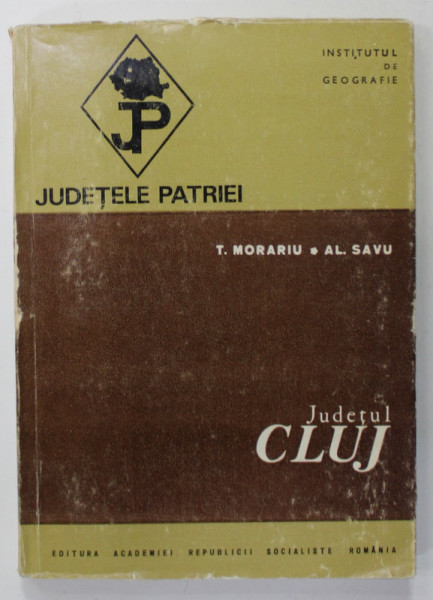 INSTITUTUL
DE
GEOGRAFIE
JP
JUDEȚELE PATRIEI
T. MORARIU • AL. SAVU
Județul
CLUJ
EDITURA ACADEMIEI REPUBLICII SOCIALISTE ROMÂNIA